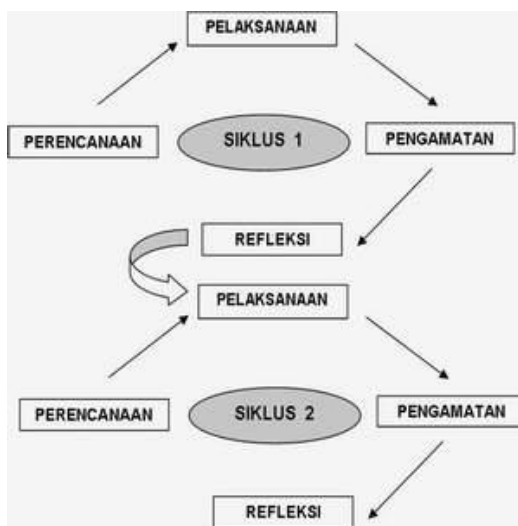 PELAKSANAAN
PERENCANAAN
SIKLUS 1
PENGAMATAN
REFLEKSI
PELAKSANAAN
PERENCANAAN
SIKLUS 2
PENGAMATAN
REFLEKSI